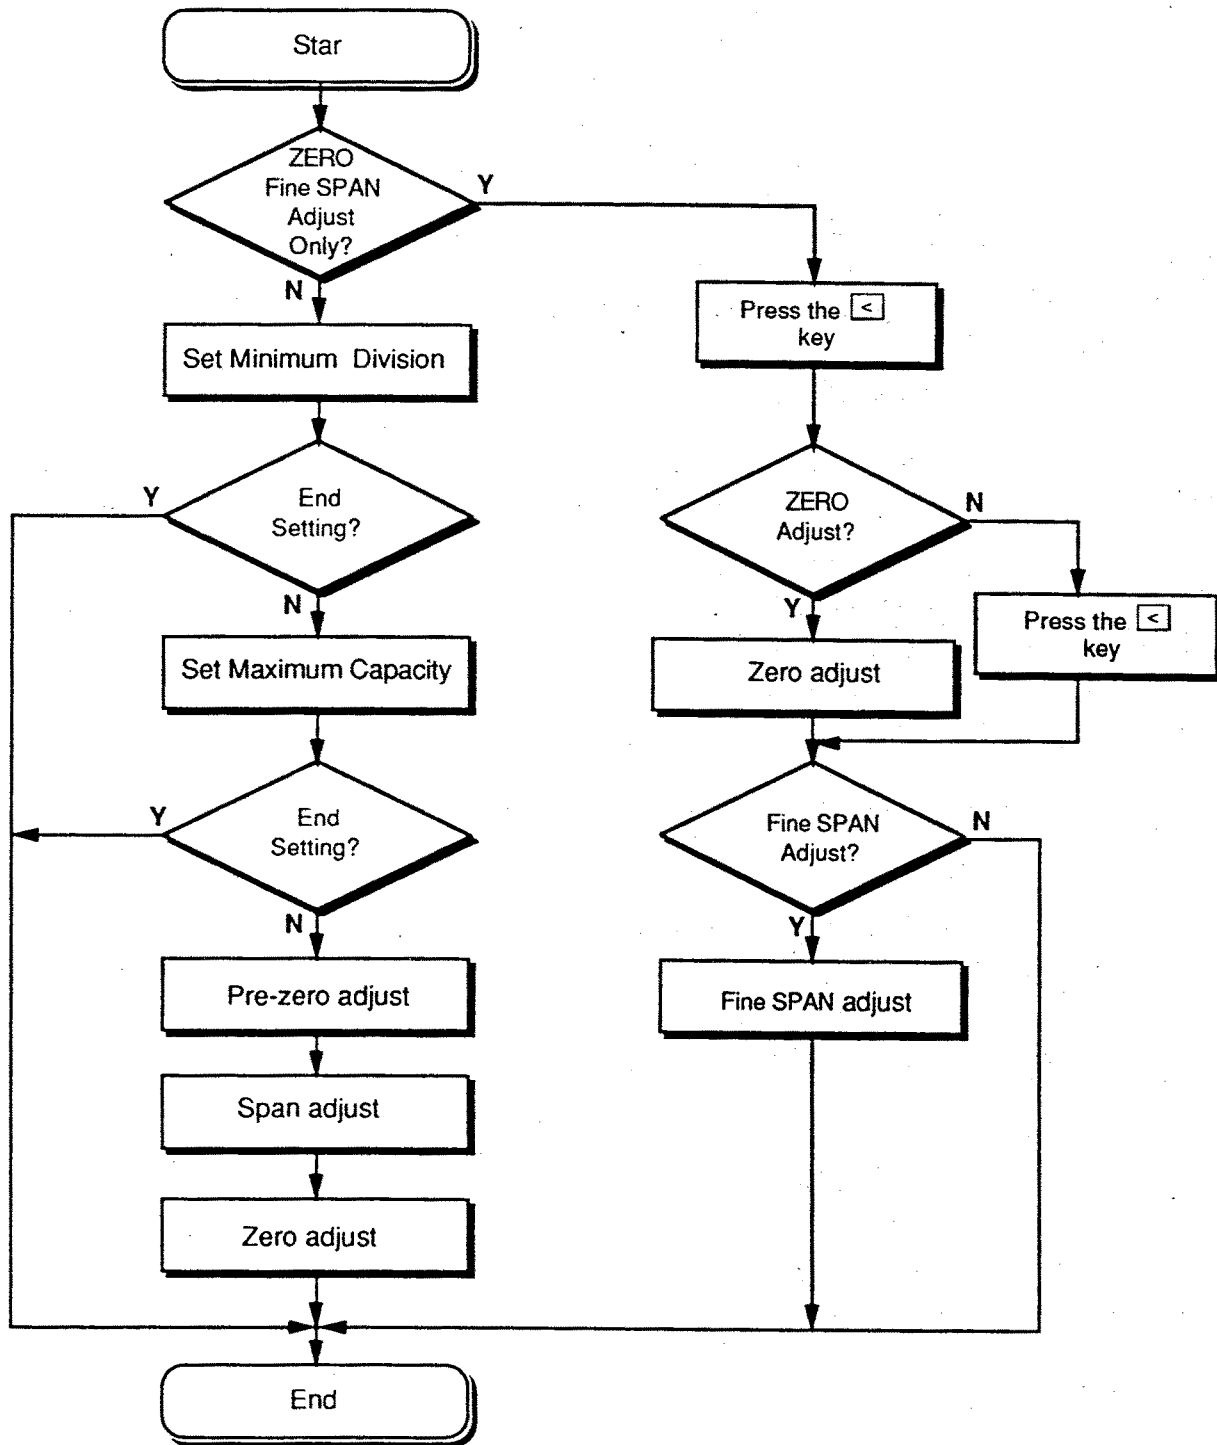 Star
ZERO
Fine SPAN
Adjust
Only?
Y
N
Set Minimum Division
End
Setting?
Y
N
Set Maximum Capacity
End
Setting?
Y
N
Pre-zero adjust
Span adjust
Zero adjust
End
Press the <
key
ZERO
Adjust?
N
Y
Press the <
key
Zero adjust
Fine SPAN
Adjust?
N
Y
Fine SPAN adjust